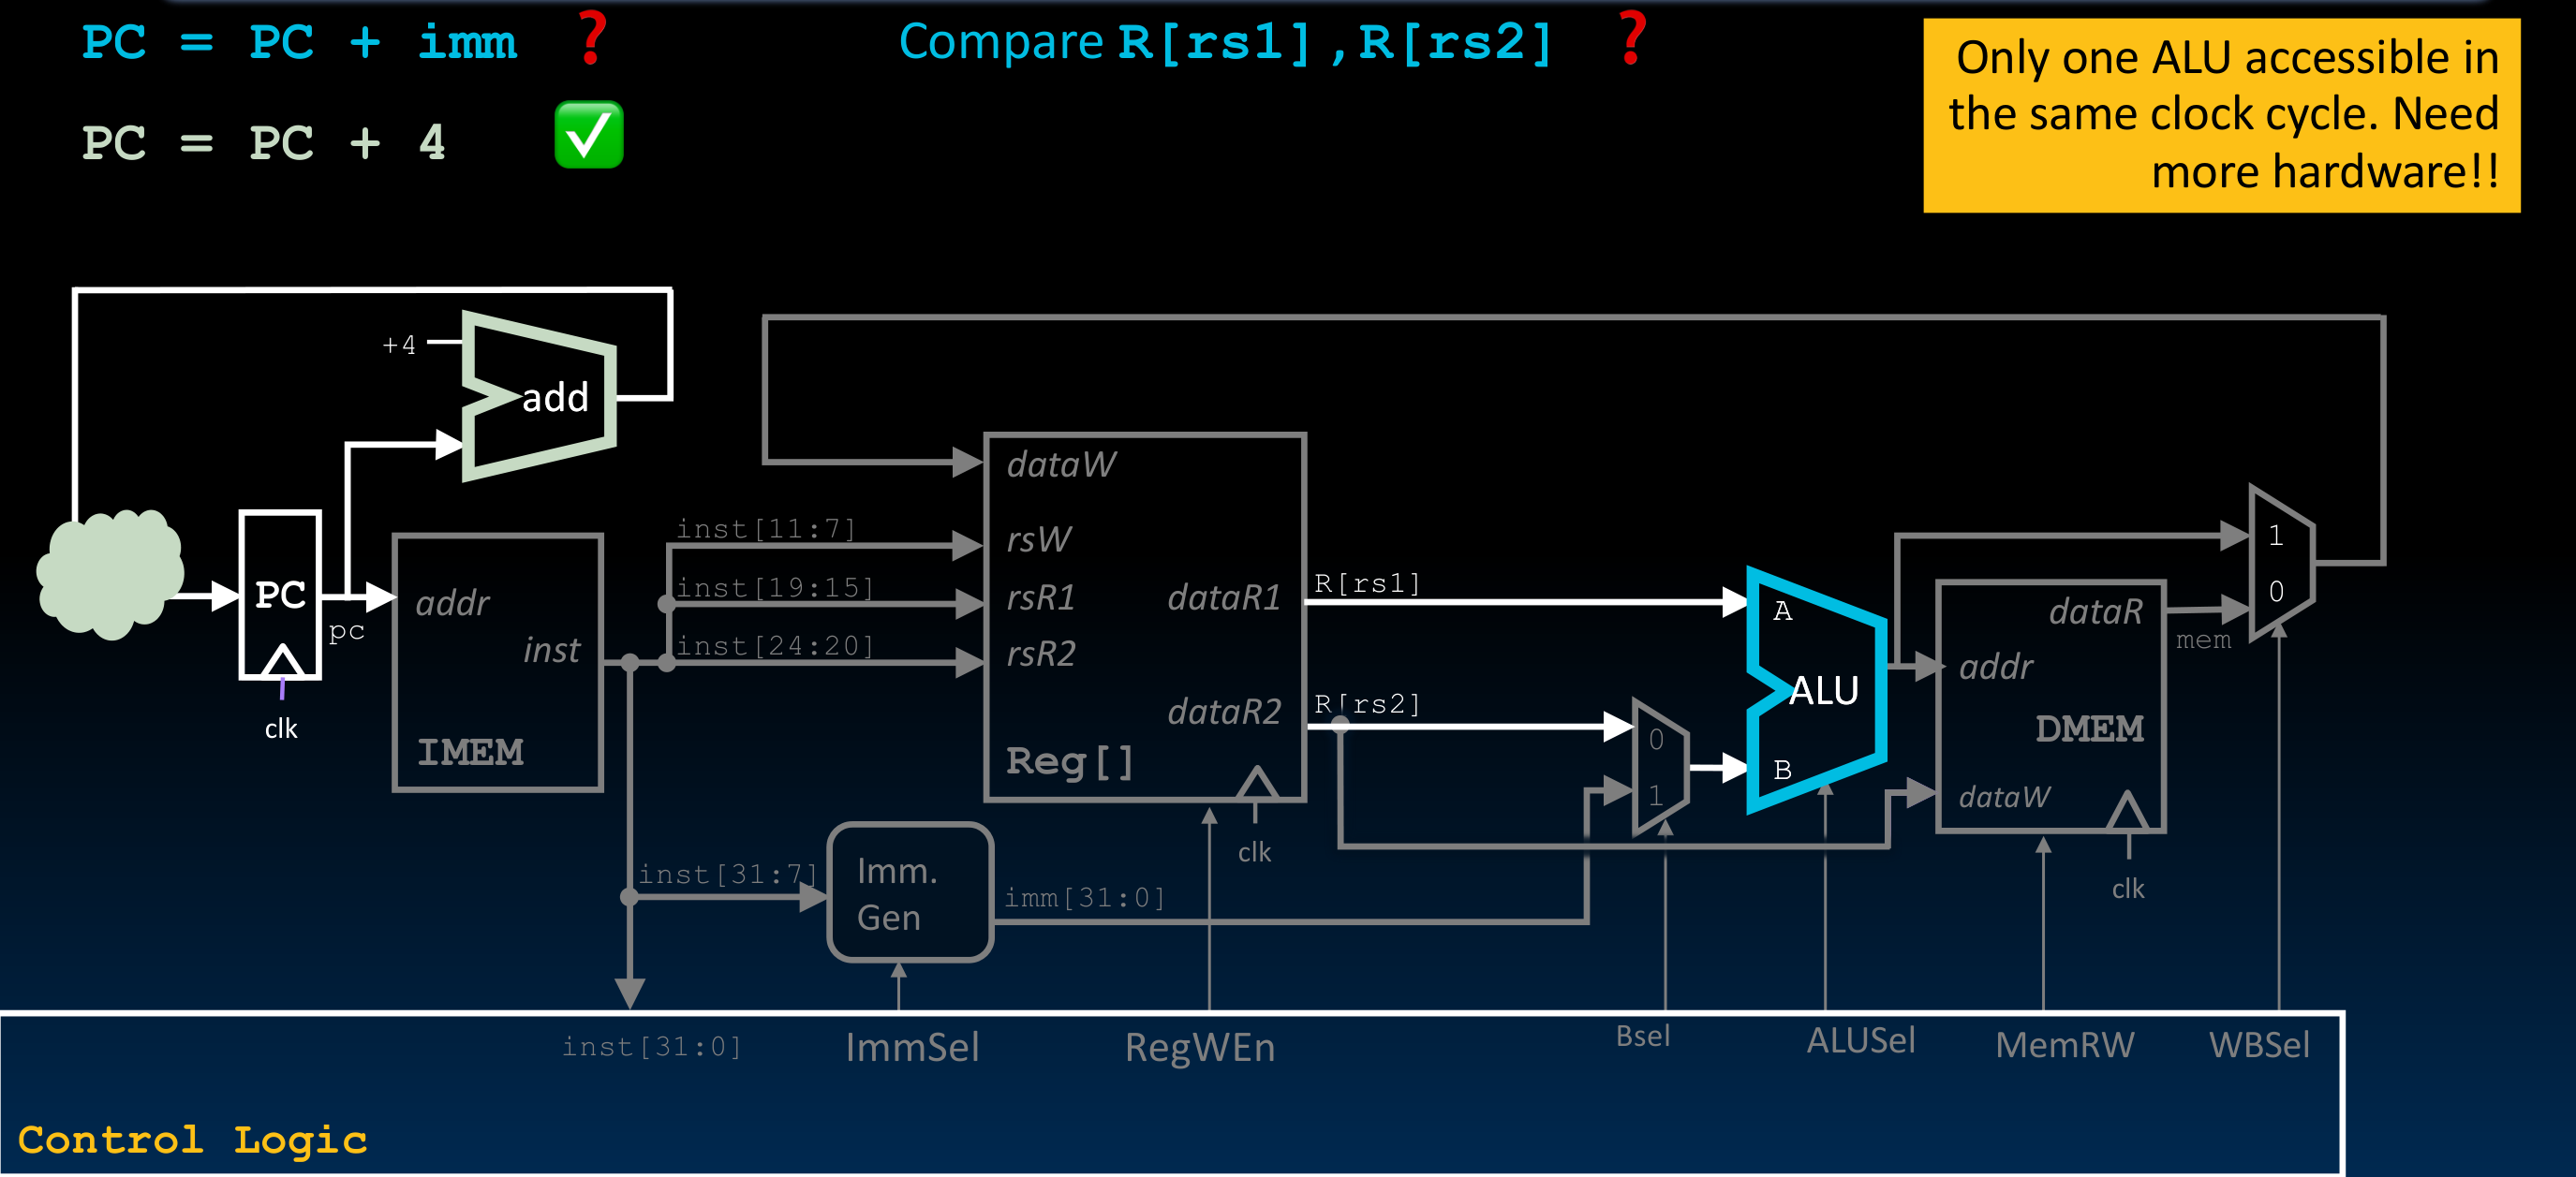 PC = PC + imm ?
Compare R[rs1],R[rs2] ?
PC = PC + 4
Only one ALU accessible in
the same clock cycle. Need
more hardware!!
+4
add
PC
pc
clk
addr
inst
IMEM
inst[11:7]
inst[19:15]
inst[24:20]
dataW
rsW
rsR1
rsR2
dataR1
dataR2
Reg[]
clk
R[rs1]
R[rs2]
0
1
A
ALU
B
addr
dataR
DMEM
dataW
clk
mem
1
0
inst[31:7]
Imm.
Gen
imm[31:0]
inst[31:0]
ImmSel
RegWEn
Bsel
ALUSel
MemRW
WBSel
Control Logic